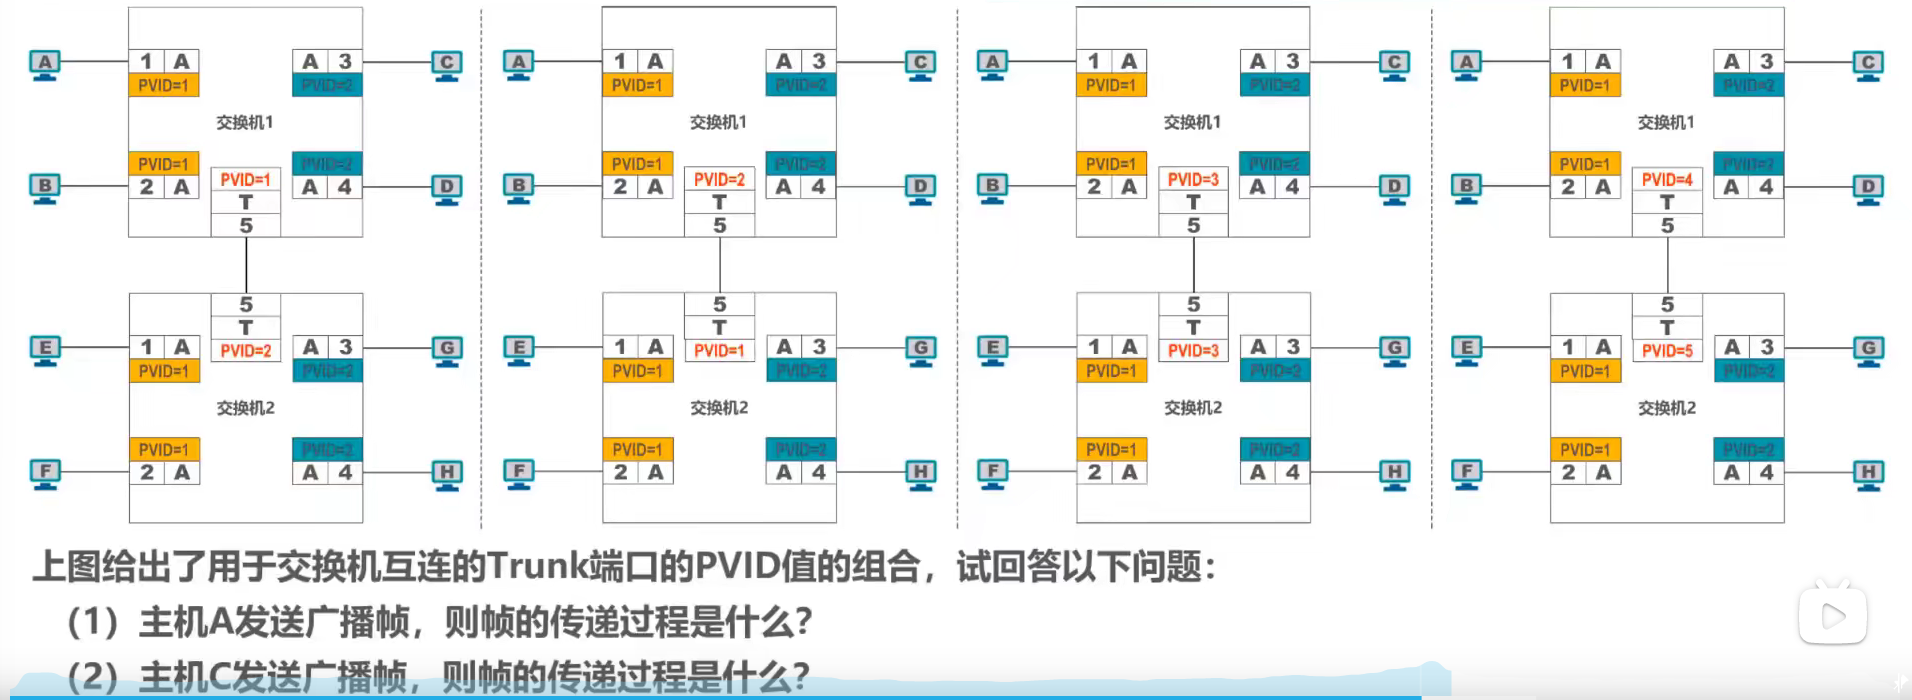 A 1 A A 3 C A 1 A A 3 C A 1 A A 3 C A 1 A A 3 C
PVID=1 PVID=2 PVID=1 PVID=2 PVID=1 PVID=2 PVID=1 PVID=2
交换机1 交换机1 交换机1 交换机1
PVID=1 PVID=2 PVID=1 PVID=2 PVID=1 PVID=2 PVID=1 PVID=2
PVID=1 PVID=2 PVID=3 PVID=4
B 2 A A 4 D B 2 A A 4 D B 2 A A 4 D B 2 A A 4 D
T T T T
5 5 5 5
5 5 5 5
T T T T
E 1 A A 3 G E 1 A A 3 G E 1 A A 3 G E 1 A A 3 G
PVID=2 PVID=1 PVID=3 PVID=5
PVID=1 PVID=2 PVID=1 PVID=2 PVID=1 PVID=2 PVID=1 PVID=2
交换机2 交换机2 交换机2 交换机2
PVID=1 PVID=2 PVID=1 PVID=2 PVID=1 PVID=2 PVID=1 PVID=2
F 2 A A 4 H F 2 A A 4 H F 2 A A 4 H F 2 A A 4 H
上图给出了用于交换机互连的Trunk端口的PVID值的组合，试回答以下问题：
（1）主机A发送广播帧，则帧的传递过程是什么？
（2）主机C发送广播帧，则帧的传递过程是什么？